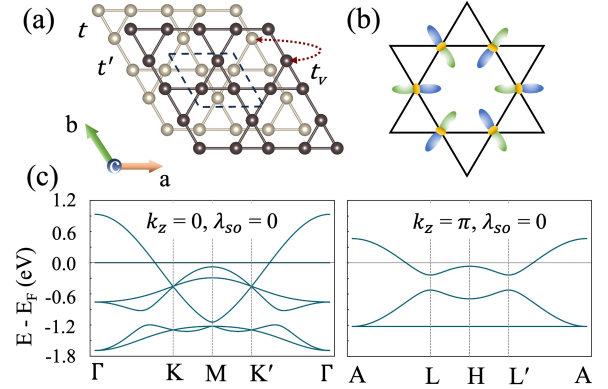 (a)
t
t′
t_v
b
c
a
(b)
(c)
E - E_F (eV)
1.2
0.6
0.0
-0.6
-1.2
-1.8
k_z = 0, λ_so = 0
Γ K M K′ Γ
k_z = π, λ_so = 0
A L H L′ A